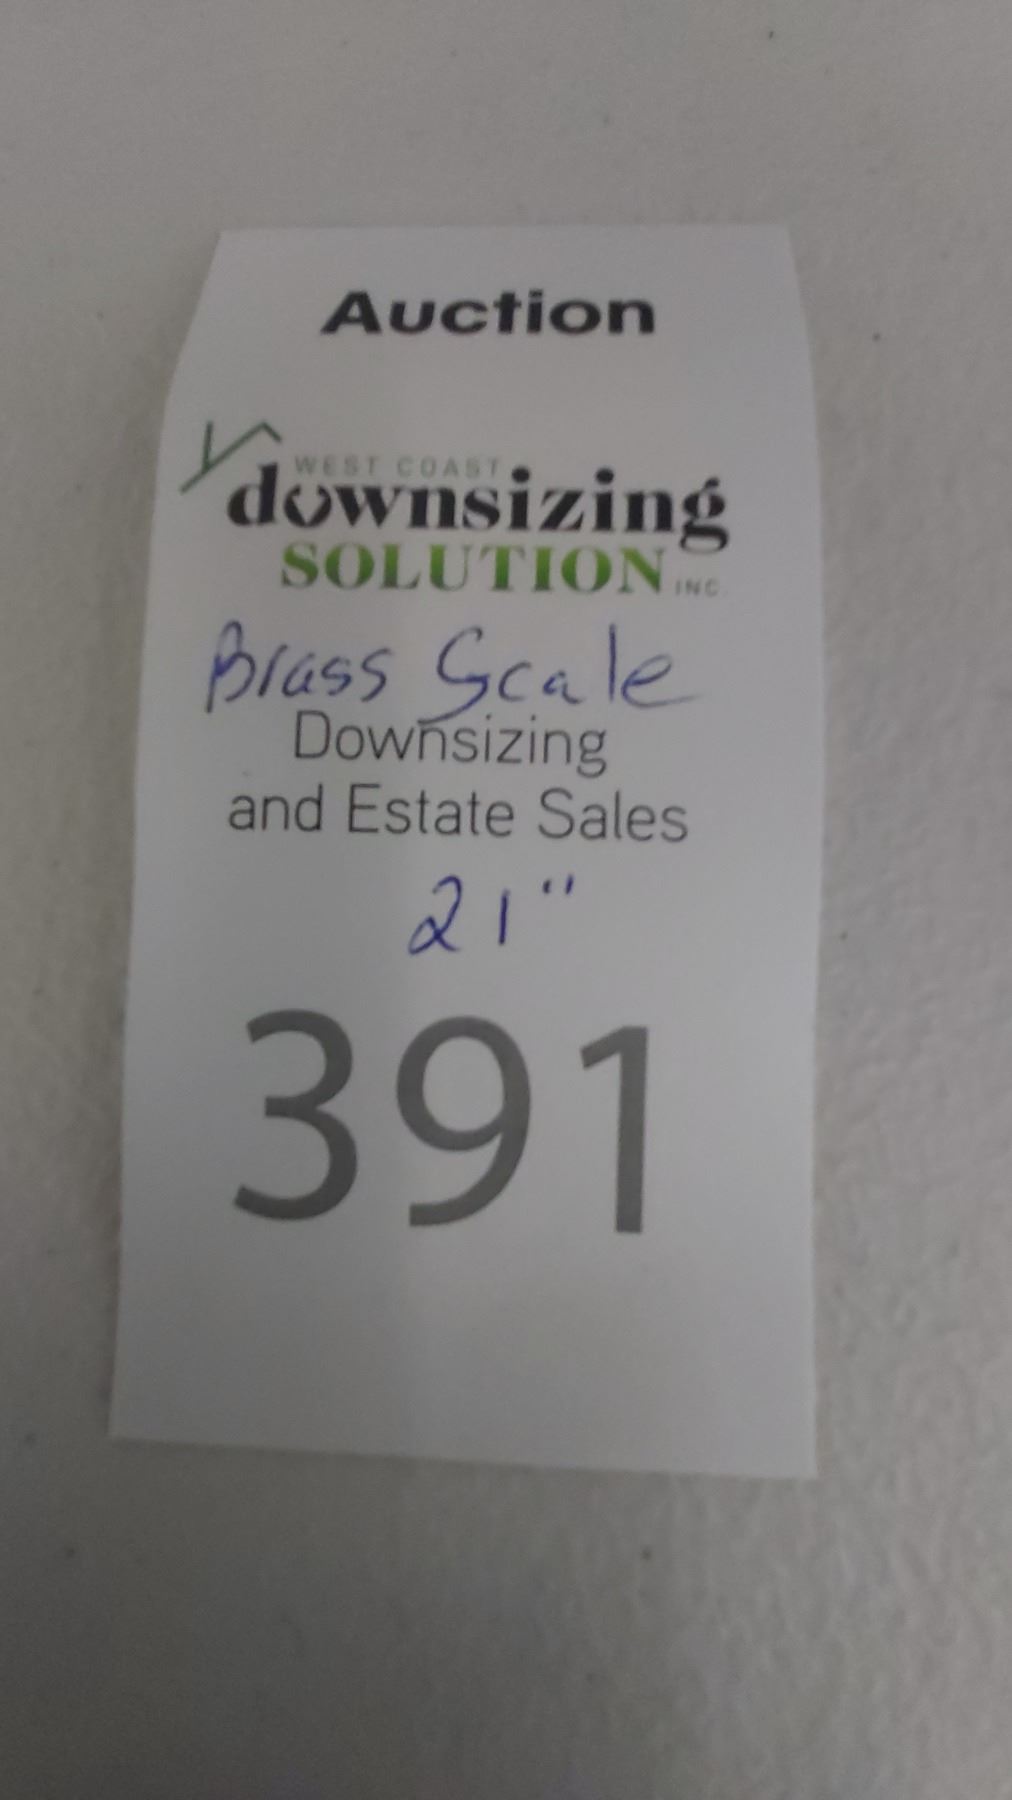 Auction
WEST COAST
downsizing
SOLUTION INC.
Brass Scale
Downsizing
and Estate Sales
21"
391